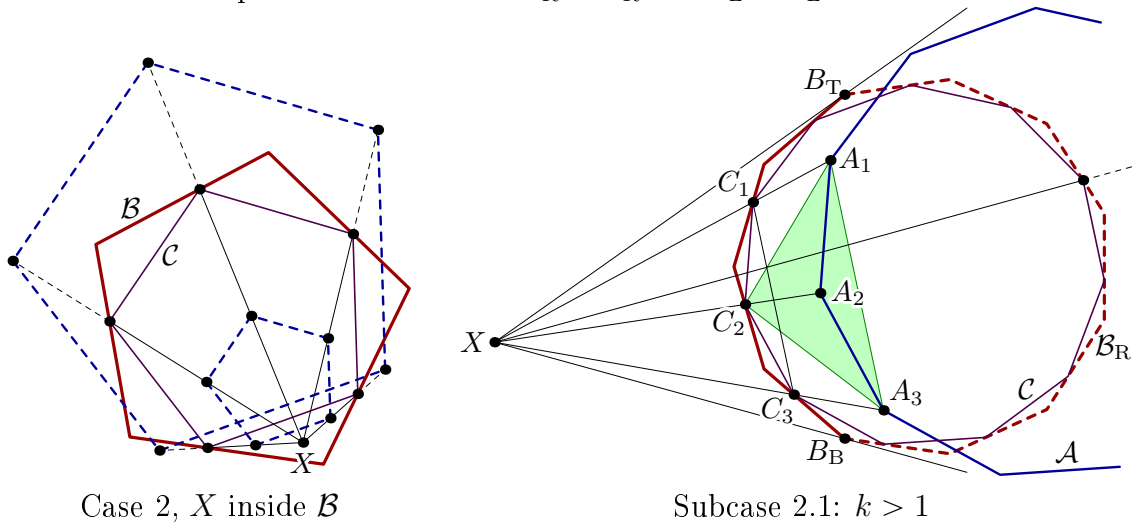 B_T
A_1
C_1
B
C
A_2
C_2
X
B_R
A_3
C_3
C
X
B_B
A
Case 2, X inside B
Subcase 2.1: k > 1